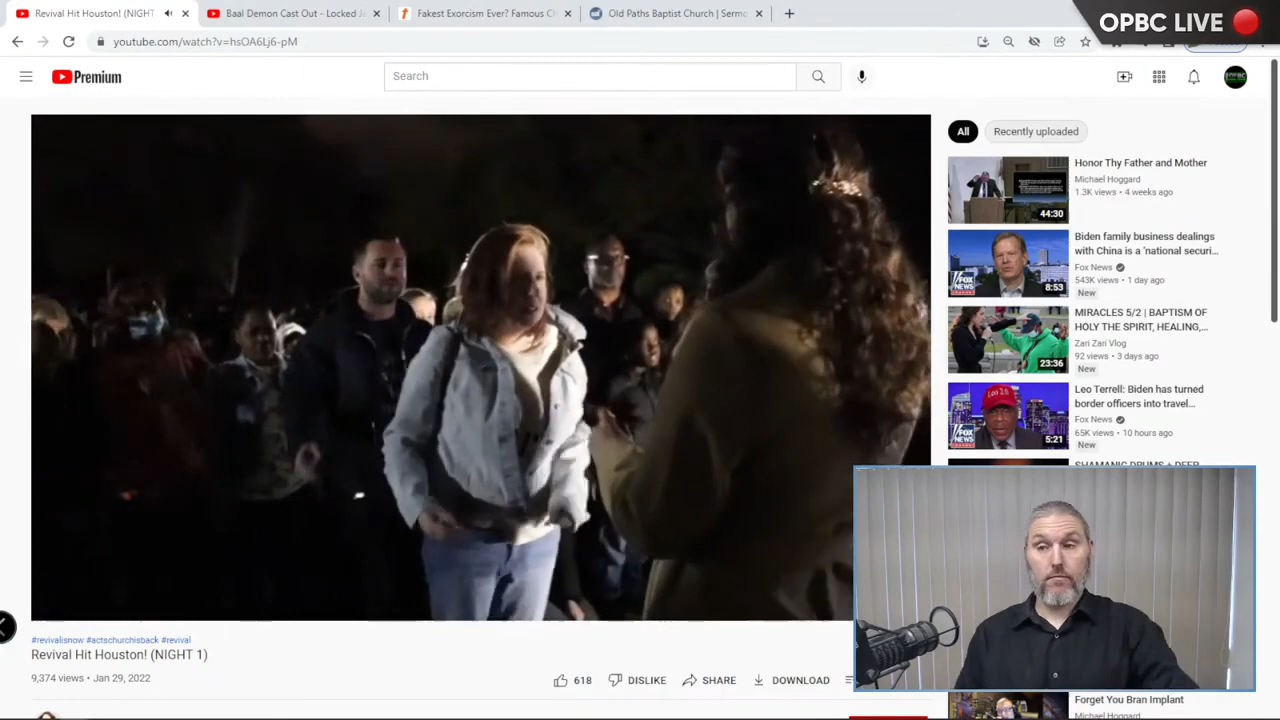 Revival Hit Houston! (NIGHT
Baal Demon Cast Out - Locked J
Fakest Exorcism Ever? Famous C
Old Paths Baptist Church | Sermo
OPBC LIVE
youtube.com/watch?v=hsOA6Lj6-pM
Premium
Search
All
Recently uploaded
Honor Thy Father and Mother
Michael Hoggard
1.3K views • 4 weeks ago
44:30
Biden family business dealings
with China is a 'national securi...
Fox News
543K views • 1 day ago
New
8:53
MIRACLES 5/2 | BAPTISM OF
HOLY THE SPIRIT, HEALING,...
Zari Zari Vlog
92 views • 3 days ago
New
23:36
Leo Terrell: Biden has turned
border officers into travel...
Fox News
65K views • 10 hours ago
New
5:21
SHAMANIC DRUMS + DEEP
#revivalisnow #actschurchisback #revival
Revival Hit Houston! (NIGHT 1)
9,374 views • Jan 29, 2022
618
DISLIKE
SHARE
DOWNLOAD
Forget You Bran Implant
Michael Hoggard